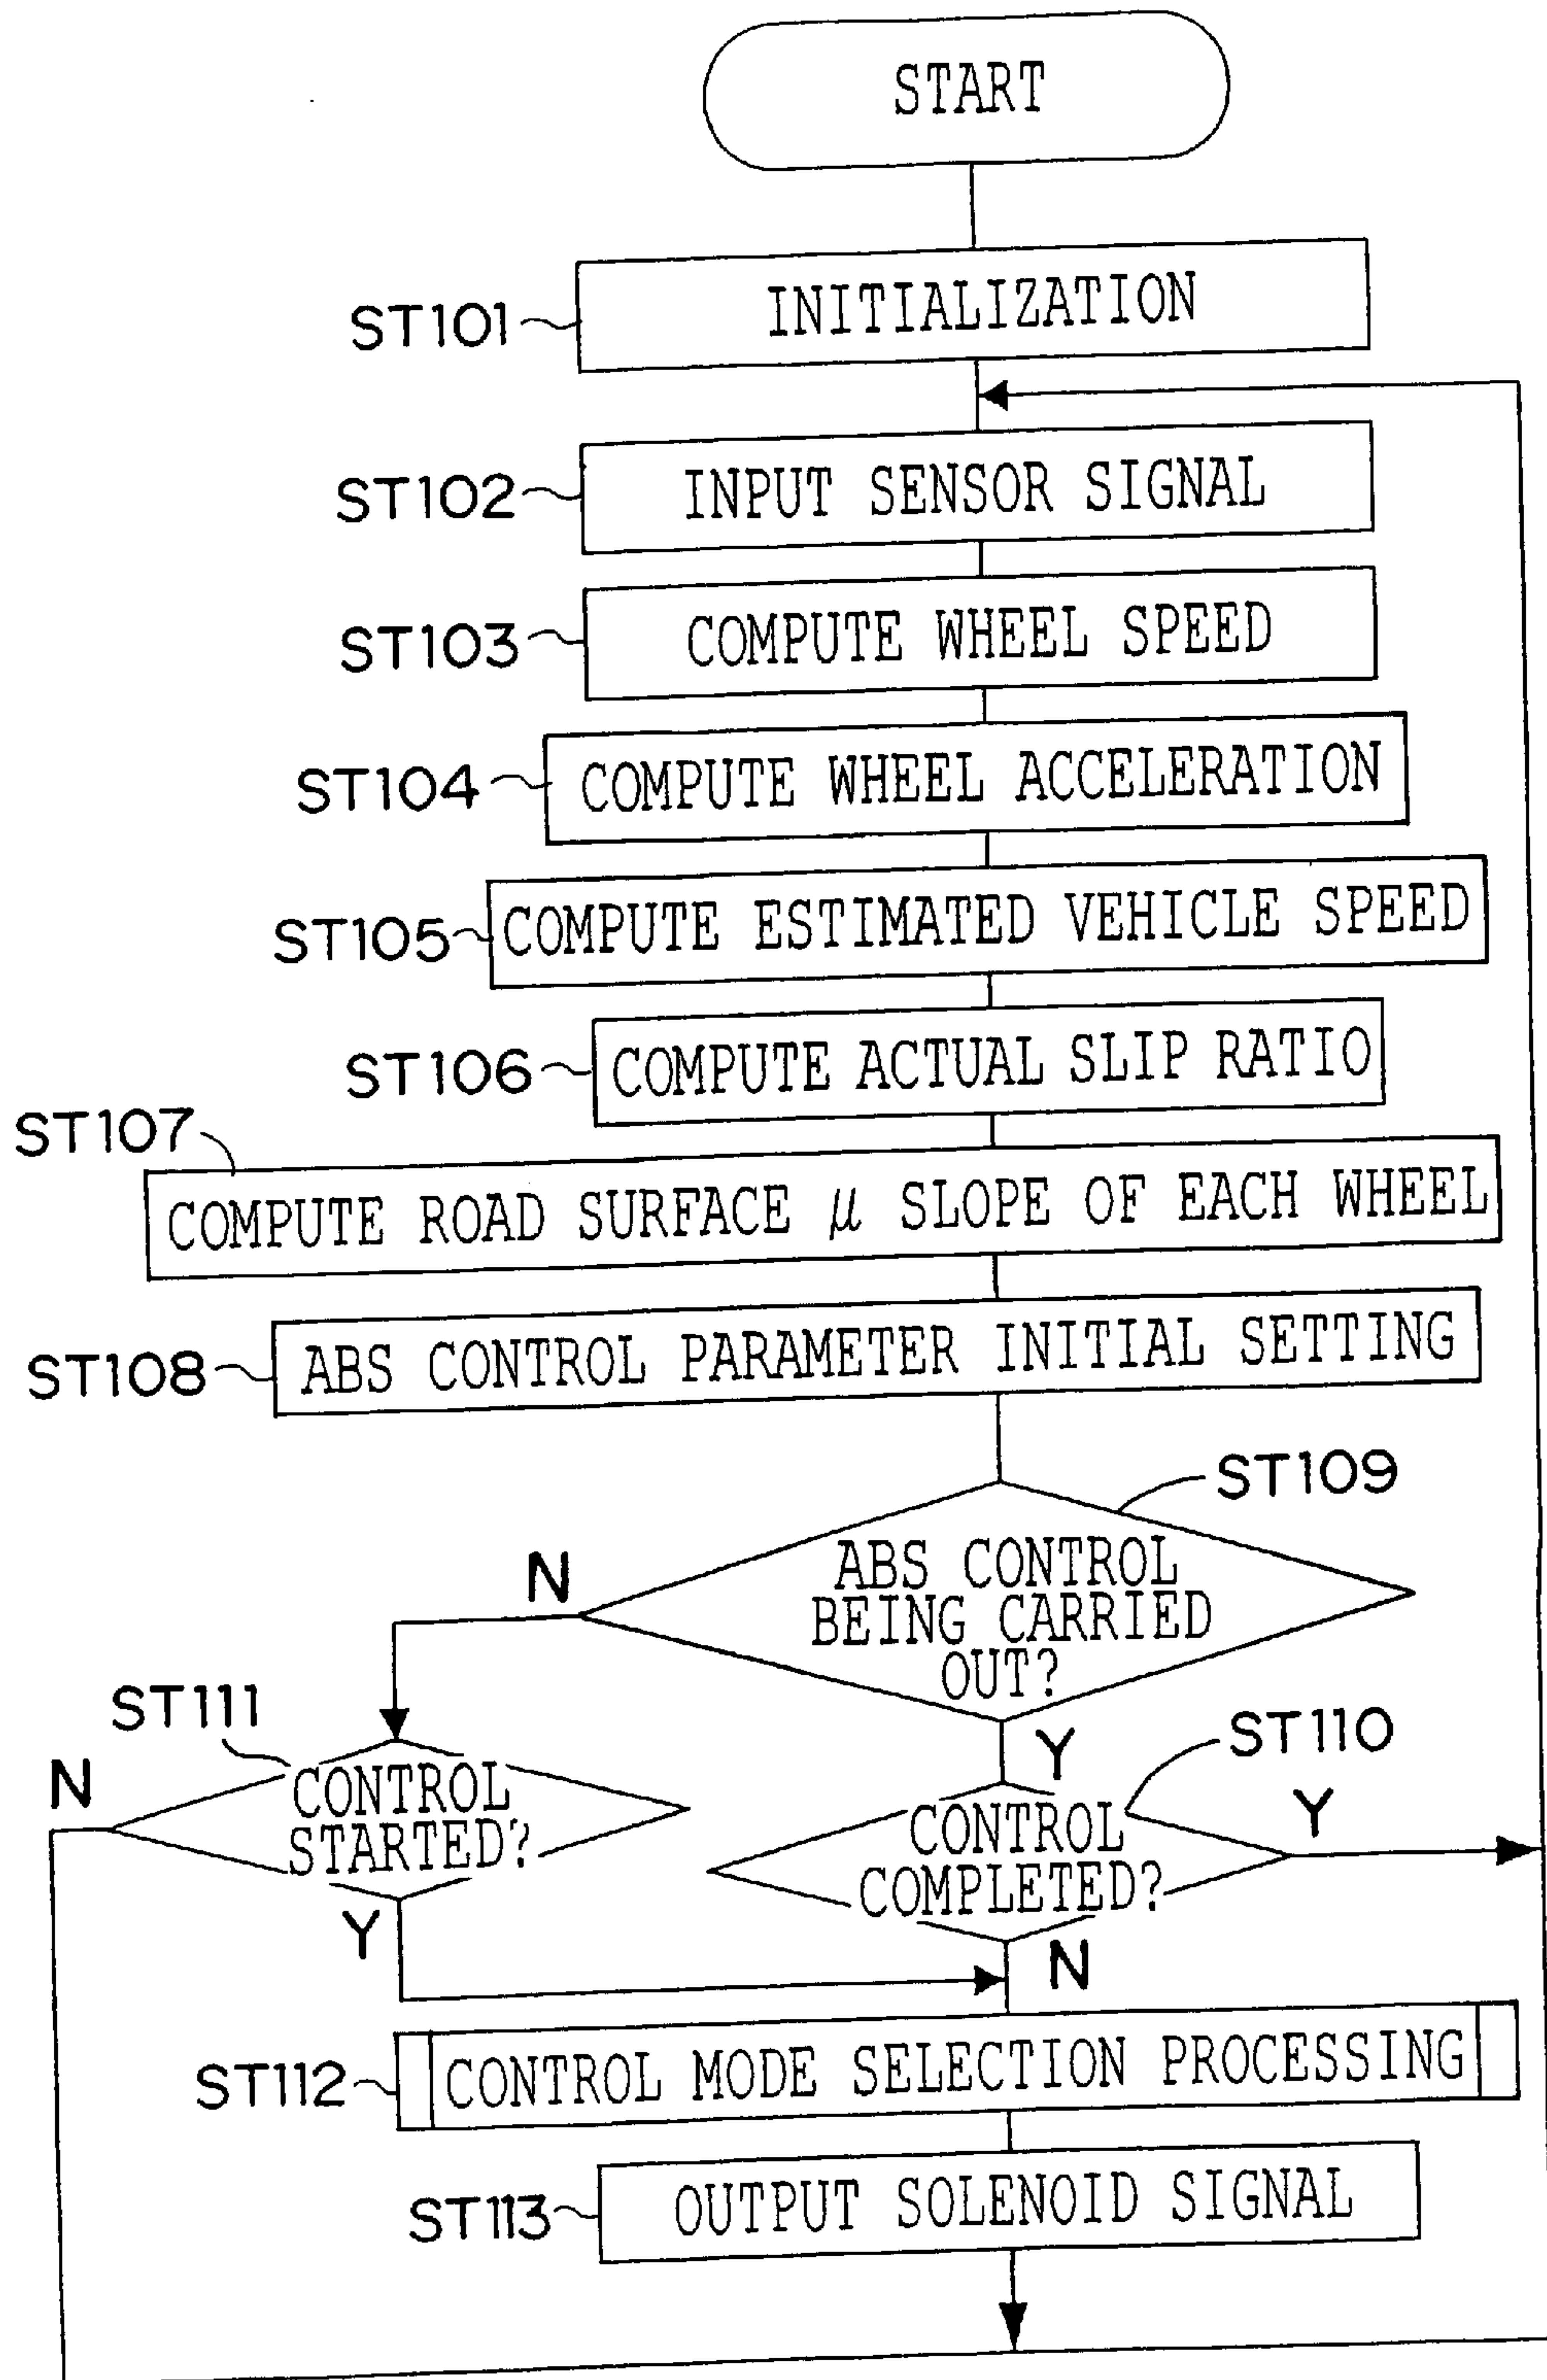 START
ST101
INITIALIZATION
ST102
INPUT SENSOR SIGNAL
ST103
COMPUTE WHEEL SPEED
ST104
COMPUTE WHEEL ACCELERATION
ST105
COMPUTE ESTIMATED VEHICLE SPEED
ST106
COMPUTE ACTUAL SLIP RATIO
ST107
COMPUTE ROAD SURFACE μ SLOPE OF EACH WHEEL
ST108
ABS CONTROL PARAMETER INITIAL SETTING
ST109
ABS CONTROL
BEING CARRIED
OUT?
N
Y
ST111
CONTROL
STARTED?
N
Y
ST110
CONTROL
COMPLETED?
Y
N
ST112
CONTROL MODE SELECTION PROCESSING
ST113
OUTPUT SOLENOID SIGNAL